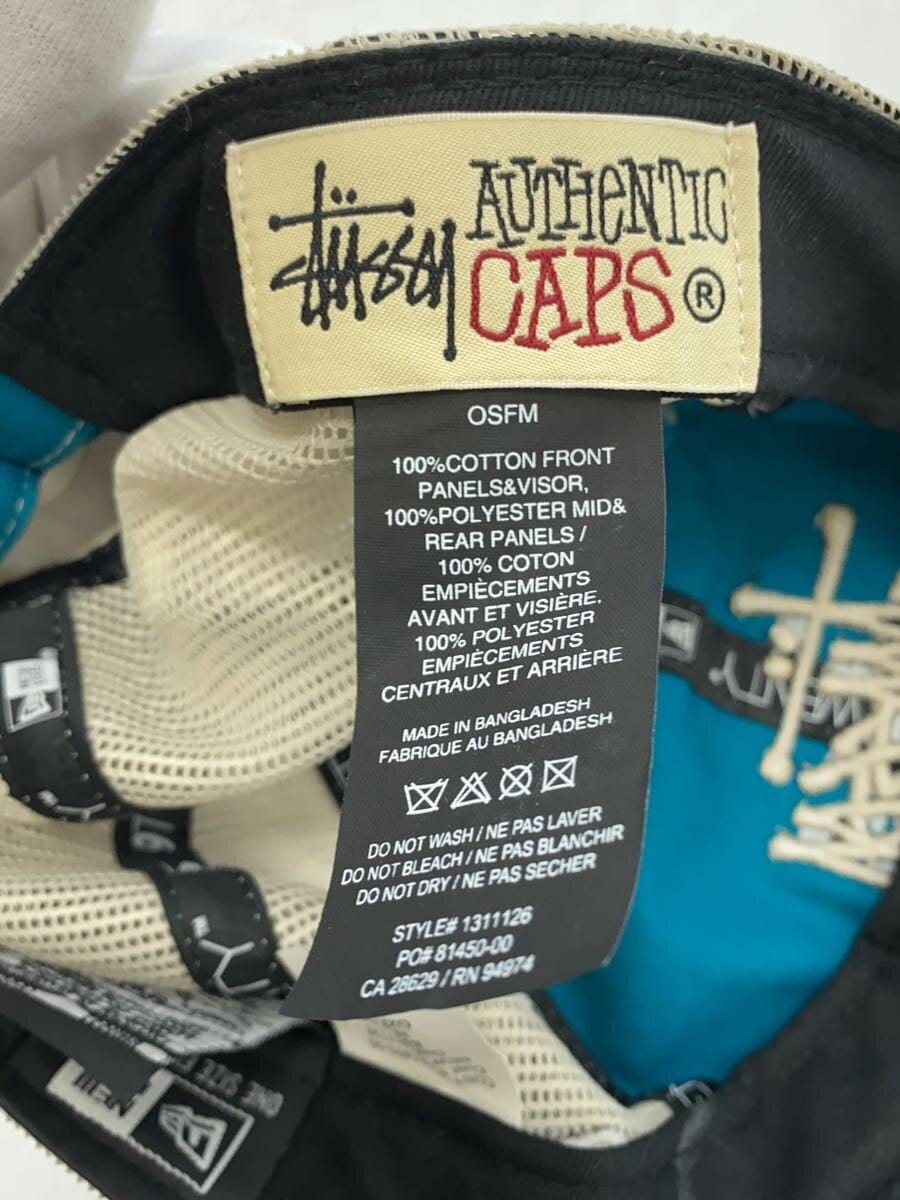 STÜSSY AUTHENTIC
CAPS ®
OSFM
100%COTTON FRONT
PANELS&VISOR,
100%POLYESTER MID&
REAR PANELS /
100% COTON
EMPIÈCEMENTS
AVANT ET VISIÈRE,
100% POLYESTER
EMPIÈCEMENTS
CENTRAUX ET ARRIÈRE
MADE IN BANGLADESH
FABRIQUE AU BANGLADESH
DO NOT WASH / NE PAS LAVER
DO NOT BLEACH / NE PAS BLANCHIR
DO NOT DRY / NE PAS SECHER
STYLE# 1311126
PO# 81450-00
CA 28629 / RN 94974
NEW
ONE SIZE